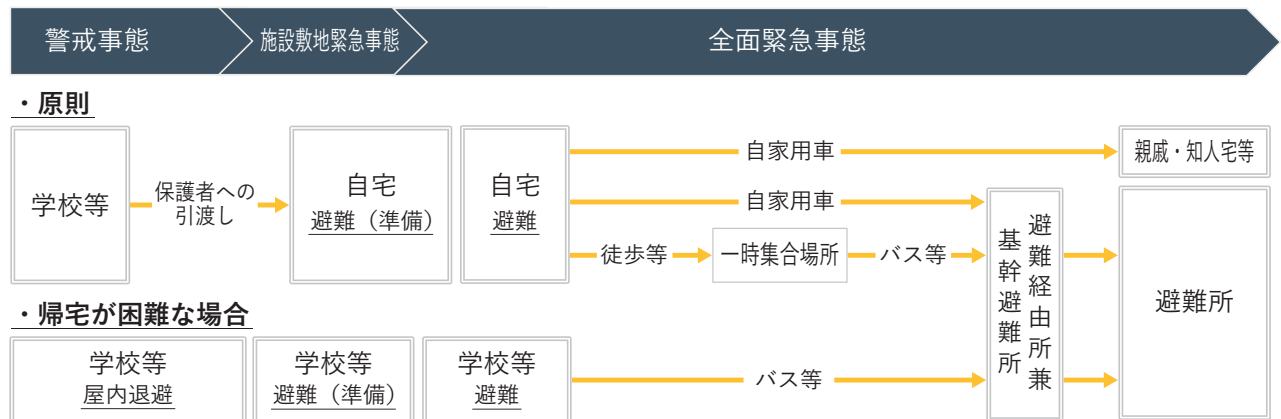 警戒事態
施設敷地緊急事態
全面緊急事態
・原則
学校等
保護者への
引渡し
自宅
避難（準備）
自宅
避難
自家用車
親戚・知人宅等
自家用車
徒歩等
一時集合場所
バス等
避難経由所兼
基幹避難所
避難所
・帰宅が困難な場合
学校等
屋内退避
学校等
避難（準備）
学校等
避難
バス等